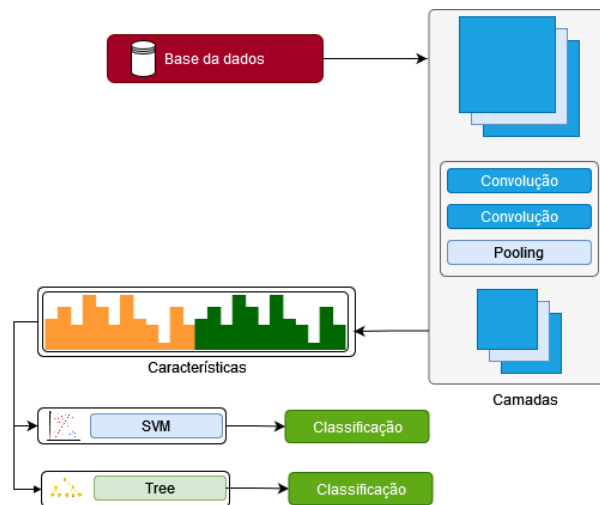 Base da dados
Convolução
Convolução
Pooling
Camadas
Características
SVM
Classificação
Tree
Classificação